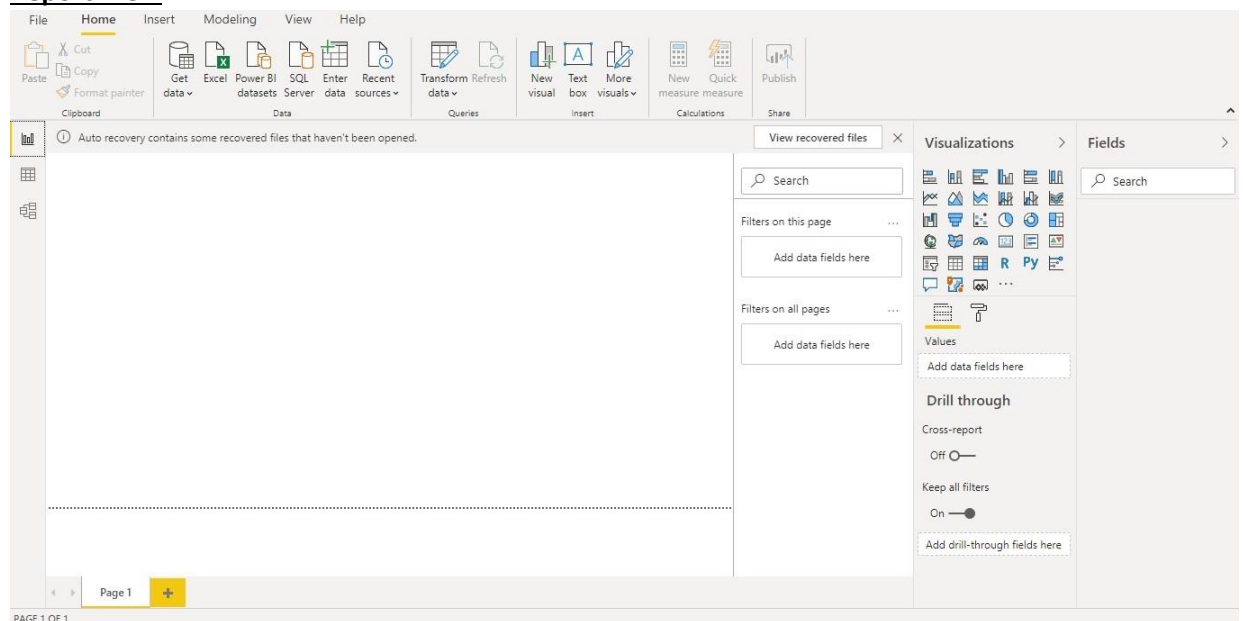 File Home Insert Modeling View Help
Paste
Cut
Copy
Format painter
Clipboard
Get data
Excel
Power BI datasets
SQL Server
Enter data
Recent sources
Data
Transform data
Refresh
Queries
New visual
Text box
More visuals
Insert
New measure
Quick measure
Calculations
Publish
Share
Auto recovery contains some recovered files that haven't been opened.
View recovered files
Search
Filters on this page ...
Add data fields here
Filters on all pages ...
Add data fields here
Visualizations
R Py
123
...
Values
Add data fields here
Drill through
Cross-report
Off
Keep all filters
On
Add drill-through fields here
Fields
Search
Page 1
PAGE 1 OF 1